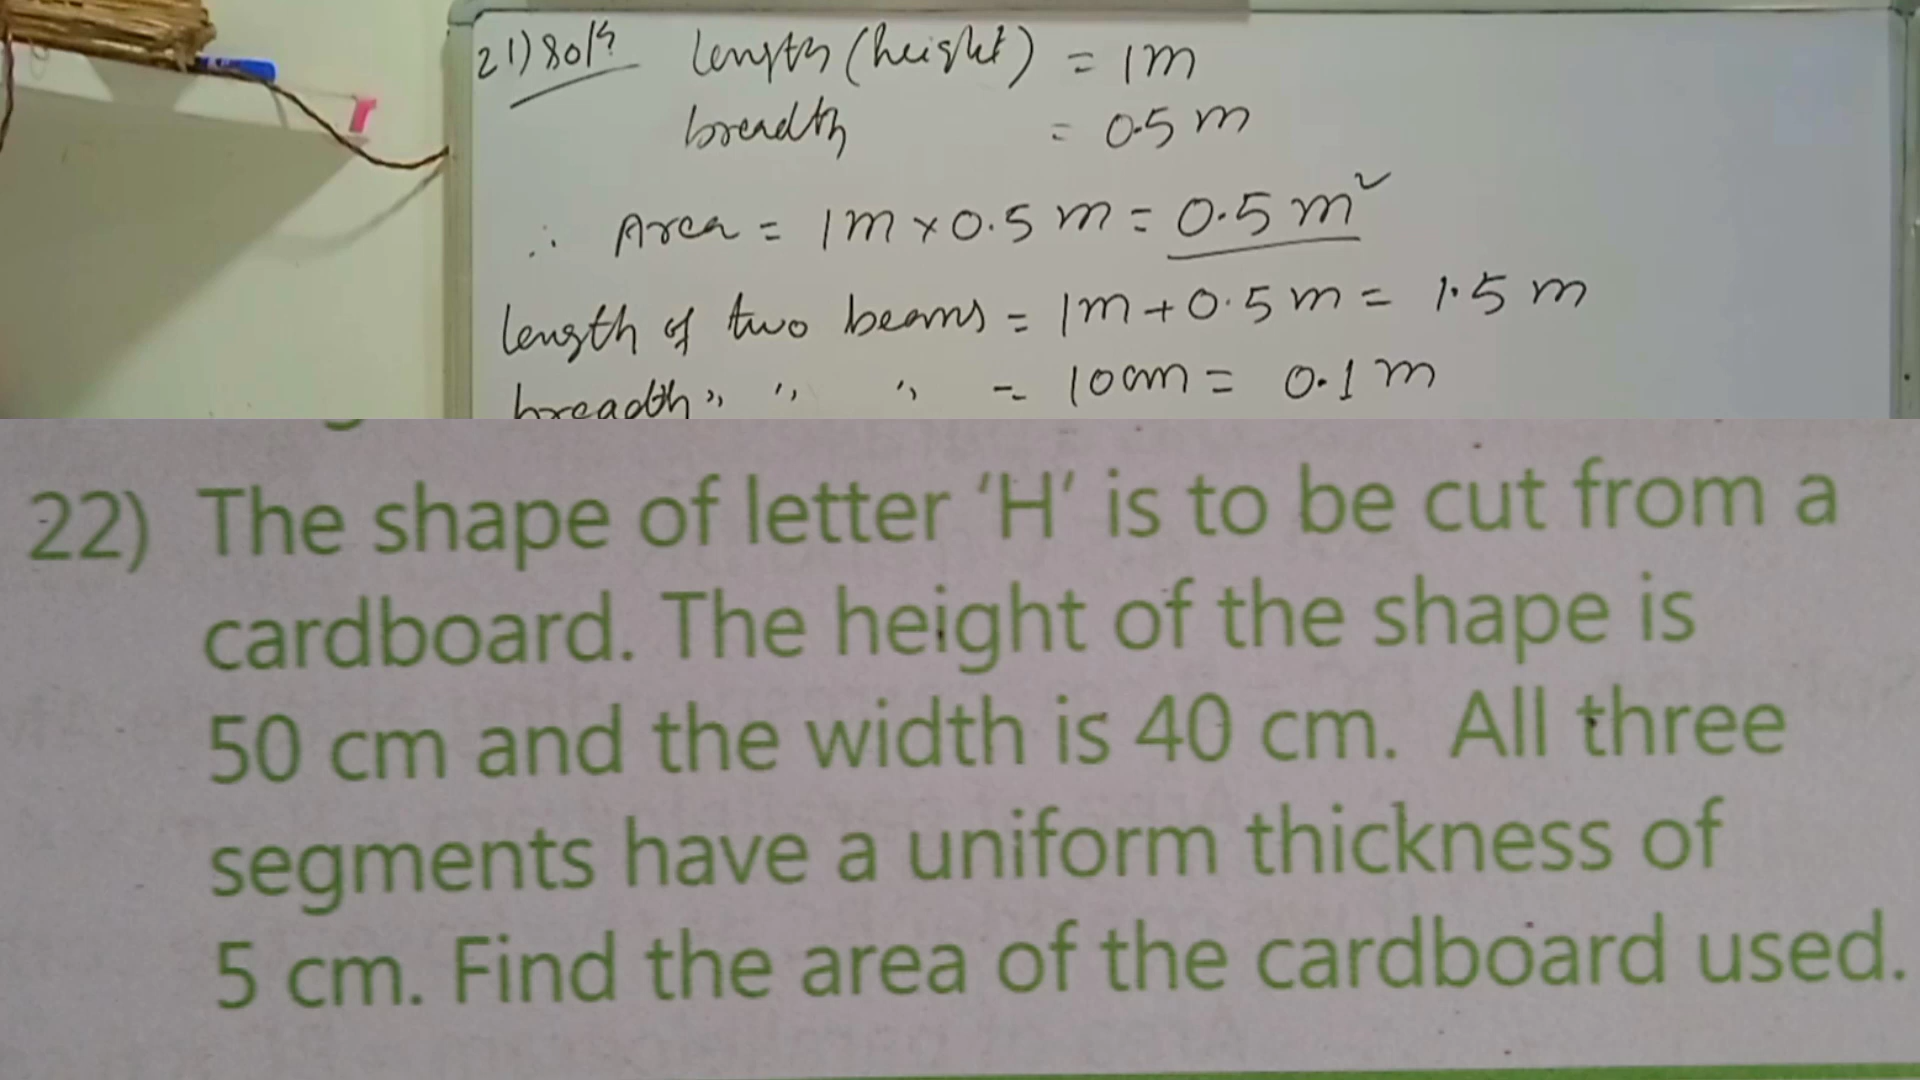 21) Soln length (height) = 1m
breadth = 0.5 m
∴ Area = 1m × 0.5 m = 0.5 m²
length of two beams = 1m + 0.5 m = 1.5 m
breadth ,, ,, ,, = 10cm = 0.1 m
22) The shape of letter ‘H’ is to be cut from a
cardboard. The height of the shape is
50 cm and the width is 40 cm. All three
segments have a uniform thickness of
5 cm. Find the area of the cardboard used.